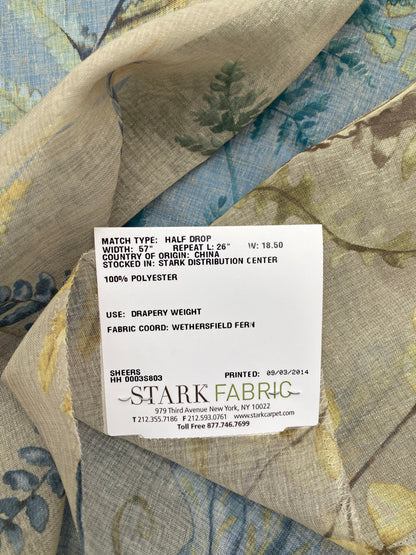 MATCH TYPE: HALF DROP
WIDTH: 57" REPEAT L: 26" W: 18.50
COUNTRY OF ORIGIN: CHINA
STOCKED IN: STARK DISTRIBUTION CENTER
100% POLYESTER
USE: DRAPERY WEIGHT
FABRIC COORD: WETHERSFIELD FERN
SHEERS
HH 0003S803 PRINTED: 09/03/2014
STARK® FABRIC
979 Third Avenue New York, NY 10022
T 212.355.7186 F 212.593.0761 www.starkcarpet.com
Toll Free 877.746.7699